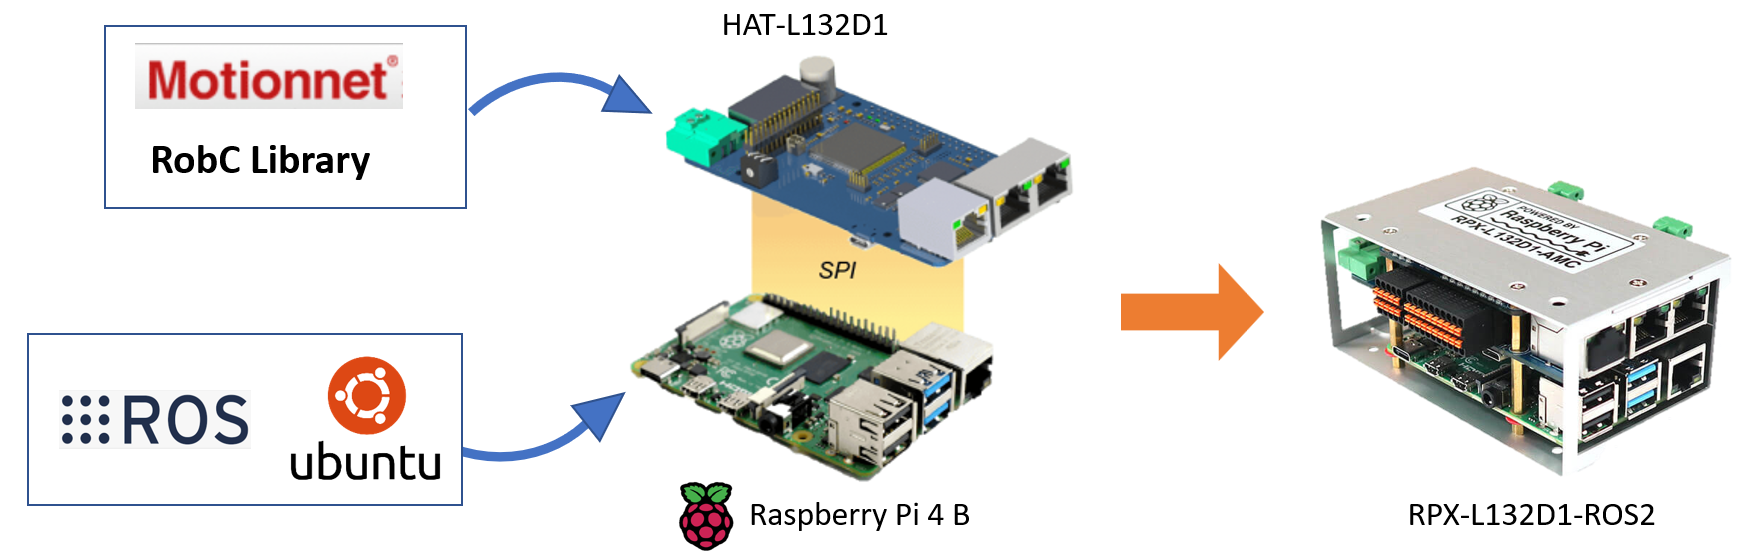 HAT-L132D1
Motionnet®
RobC Library
SPI
POWERED BY
Raspberry Pi
RPX-L132D1-AMC
ROS
ubuntu
Raspberry Pi 4 B
RPX-L132D1-ROS2